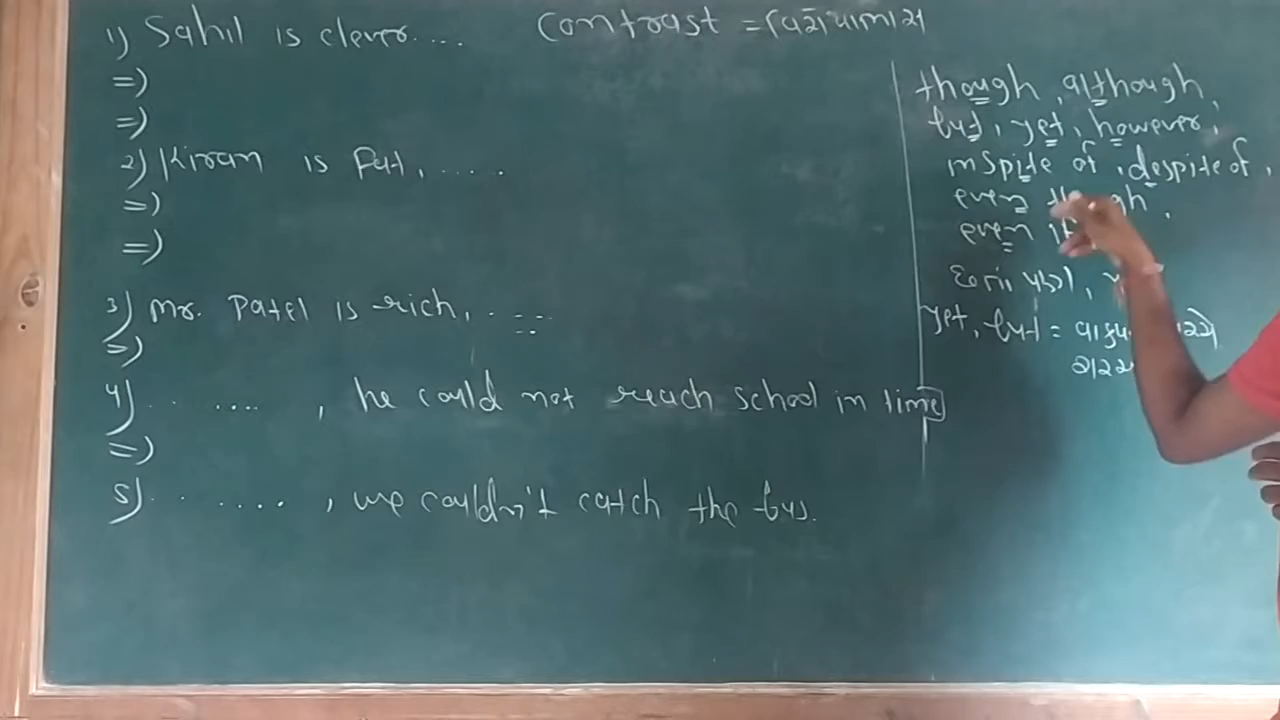 1) Sahil is clever.... Contrast = વિરોધાભાસ
=)
=)
2) Kiran is fat, .....
=)
=)
3) Mr. Patel is rich, .....
=)
4) ...... , he could not reach school in time
=)
5) ....... , we couldn't catch the bus.
though, although,
but, yet, however,
inspite of, despite of,
even though,
even if
yet, but =